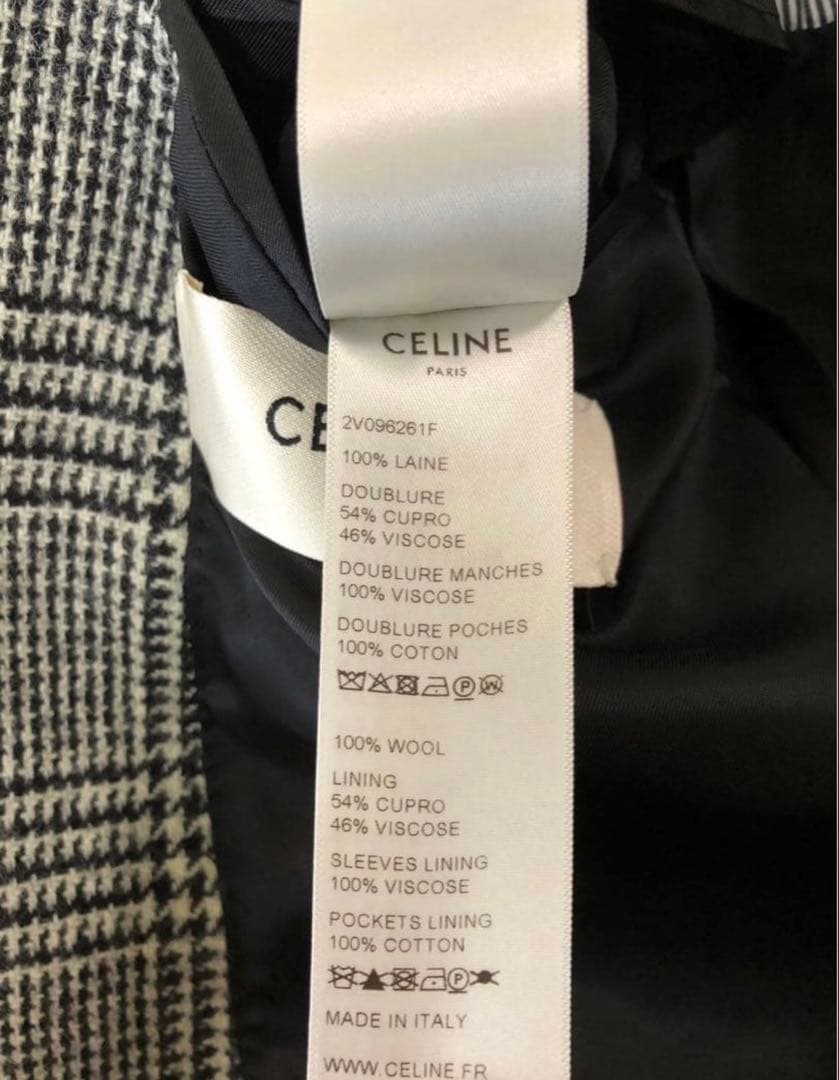 CELINE
PARIS
CE
2V096261F
100% LAINE
DOUBLURE
54% CUPRO
46% VISCOSE
DOUBLURE MANCHES
100% VISCOSE
DOUBLURE POCHES
100% COTON
P W
100% WOOL
LINING
54% CUPRO
46% VISCOSE
SLEEVES LINING
100% VISCOSE
POCKETS LINING
100% COTTON
P
MADE IN ITALY
WWW.CELINE.FR